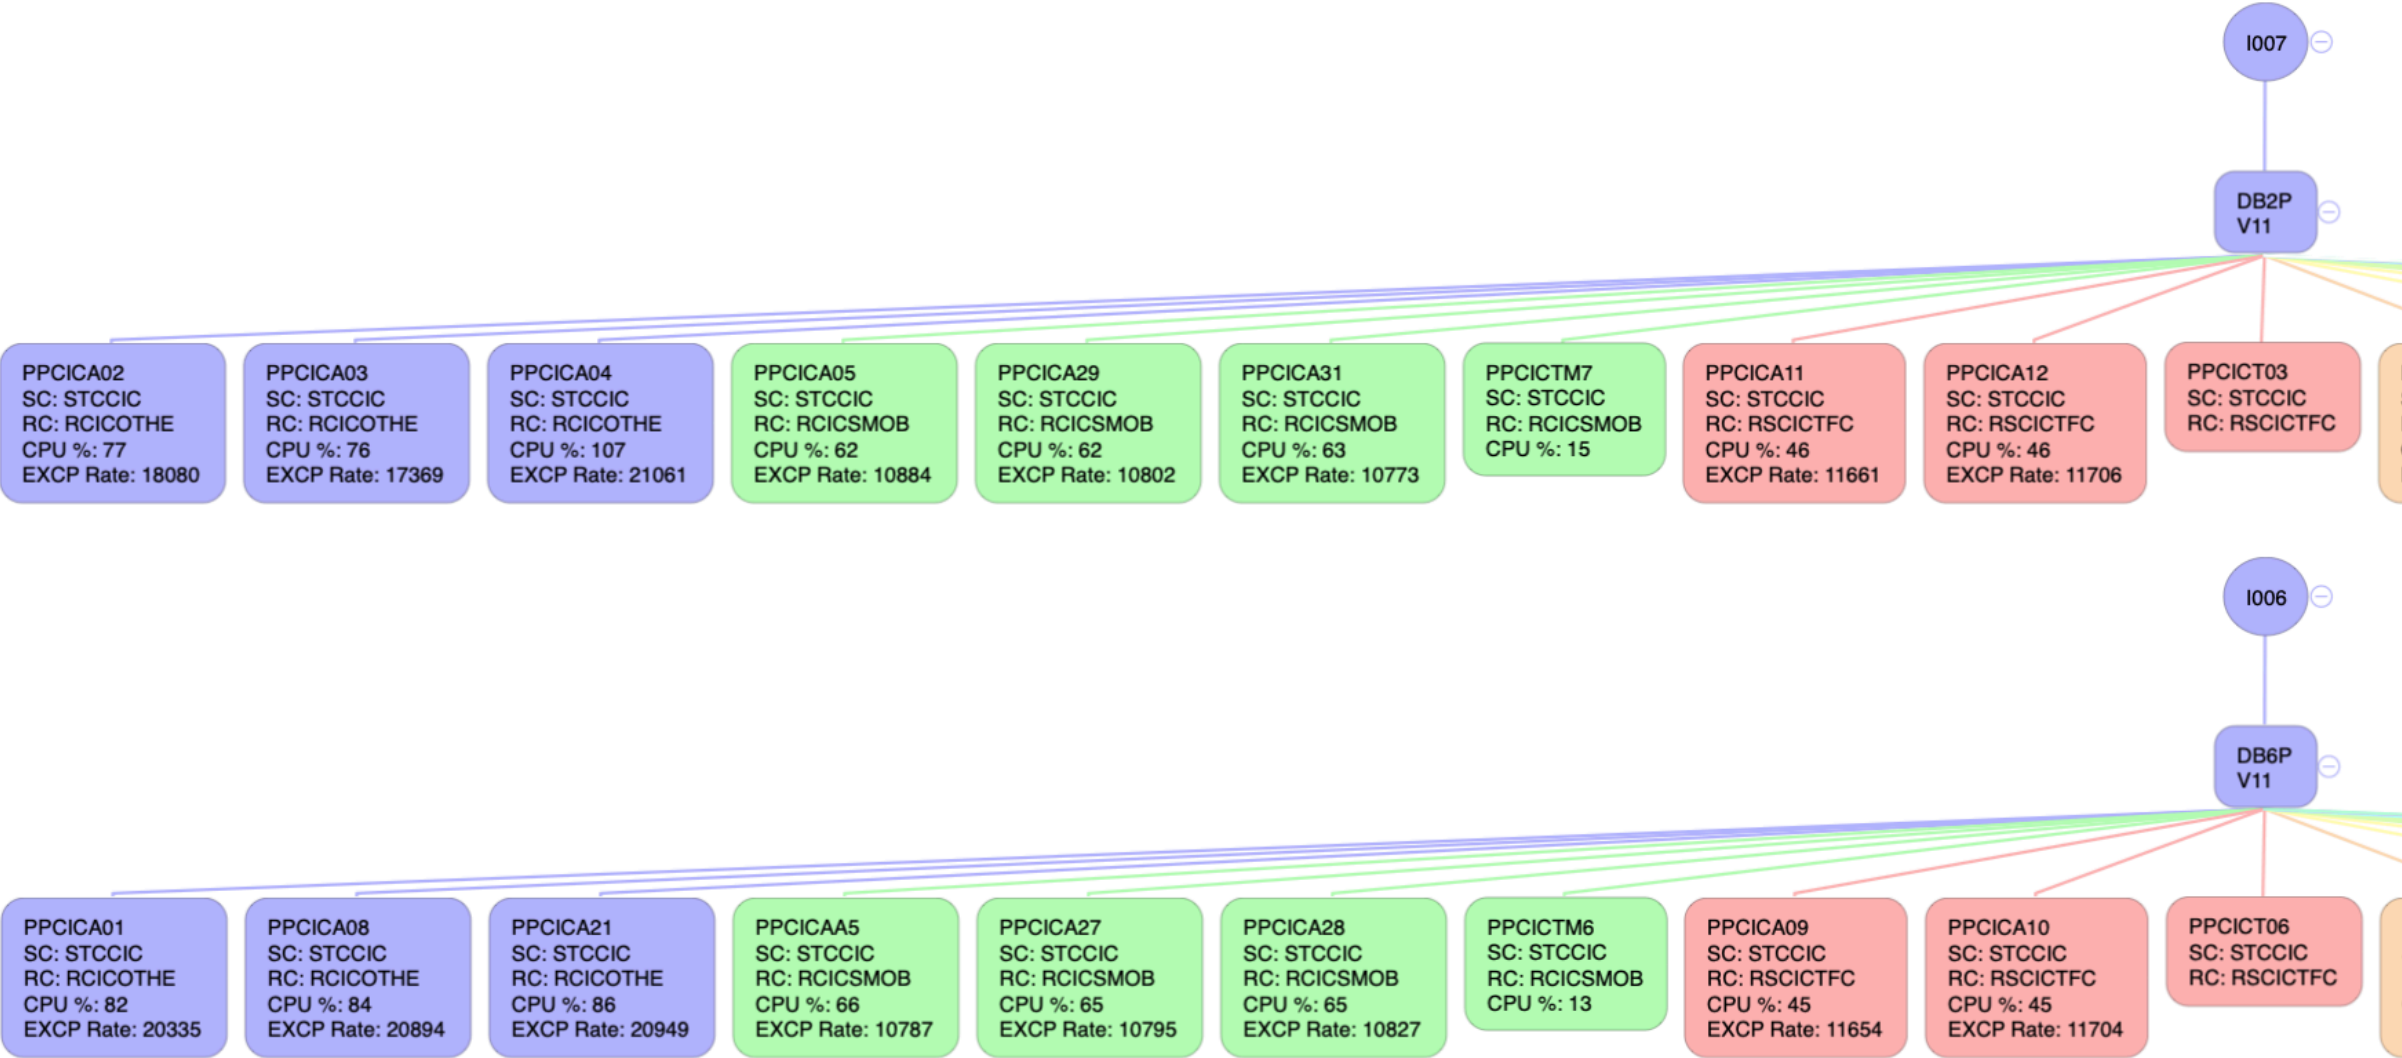 I007
DB2P
V11
PPCICA02
SC: STCCIC
RC: RCICOTHE
CPU %: 77
EXCP Rate: 18080
PPCICA03
SC: STCCIC
RC: RCICOTHE
CPU %: 76
EXCP Rate: 17369
PPCICA04
SC: STCCIC
RC: RCICOTHE
CPU %: 107
EXCP Rate: 21061
PPCICA05
SC: STCCIC
RC: RCICSMOB
CPU %: 62
EXCP Rate: 10884
PPCICA29
SC: STCCIC
RC: RCICSMOB
CPU %: 62
EXCP Rate: 10802
PPCICA31
SC: STCCIC
RC: RCICSMOB
CPU %: 63
EXCP Rate: 10773
PPCICTM7
SC: STCCIC
RC: RCICSMOB
CPU %: 15
PPCICA11
SC: STCCIC
RC: RSCICTFC
CPU %: 46
EXCP Rate: 11661
PPCICA12
SC: STCCIC
RC: RSCICTFC
CPU %: 46
EXCP Rate: 11706
PPCICT03
SC: STCCIC
RC: RSCICTFC
I006
DB6P
V11
PPCICA01
SC: STCCIC
RC: RCICOTHE
CPU %: 82
EXCP Rate: 20335
PPCICA08
SC: STCCIC
RC: RCICOTHE
CPU %: 84
EXCP Rate: 20894
PPCICA21
SC: STCCIC
RC: RCICOTHE
CPU %: 86
EXCP Rate: 20949
PPCICAA5
SC: STCCIC
RC: RCICSMOB
CPU %: 66
EXCP Rate: 10787
PPCICA27
SC: STCCIC
RC: RCICSMOB
CPU %: 65
EXCP Rate: 10795
PPCICA28
SC: STCCIC
RC: RCICSMOB
CPU %: 65
EXCP Rate: 10827
PPCICTM6
SC: STCCIC
RC: RCICSMOB
CPU %: 13
PPCICA09
SC: STCCIC
RC: RSCICTFC
CPU %: 45
EXCP Rate: 11654
PPCICA10
SC: STCCIC
RC: RSCICTFC
CPU %: 45
EXCP Rate: 11704
PPCICT06
SC: STCCIC
RC: RSCICTFC